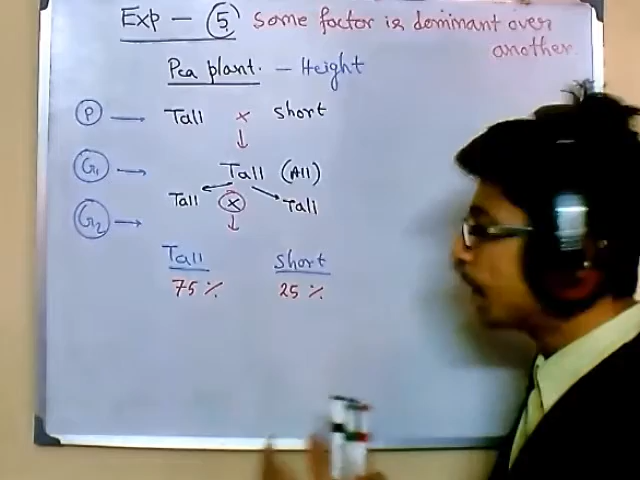 Exp - 5 some factor is dominant over
another.
Pea plant. - Height
P → Tall × short
G1 → Tall (All)
Tall × Tall
G2 →
Tall short
75% 25%